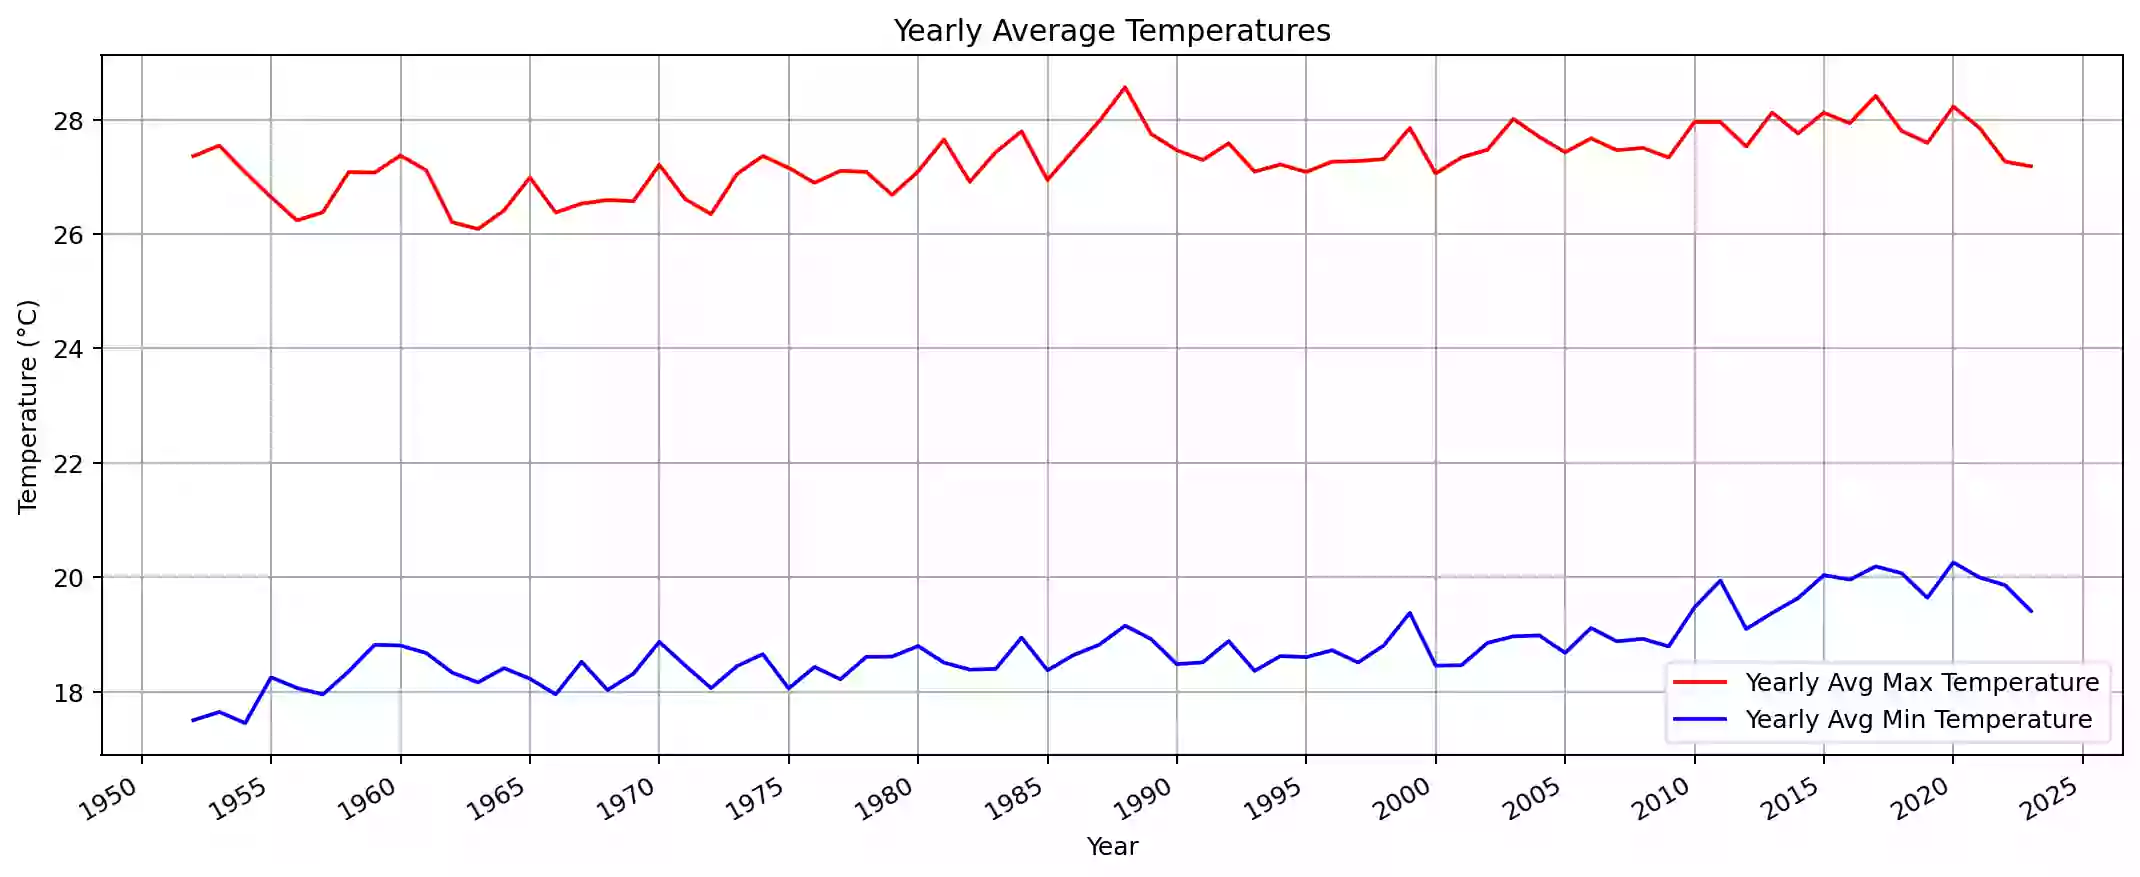 Yearly Average Temperatures
28
26
24
22
20
18
Temperature (°C)
Yearly Avg Max Temperature
Yearly Avg Min Temperature
1950 1955 1960 1965 1970 1975 1980 1985 1990 1995 2000 2005 2010 2015 2020 2025
Year